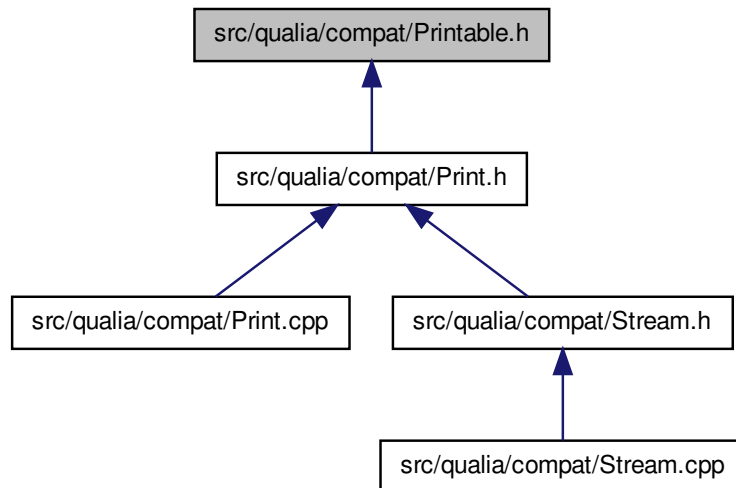 src/qualia/compat/Printable.h
src/qualia/compat/Print.h
src/qualia/compat/Print.cpp
src/qualia/compat/Stream.h
src/qualia/compat/Stream.cpp